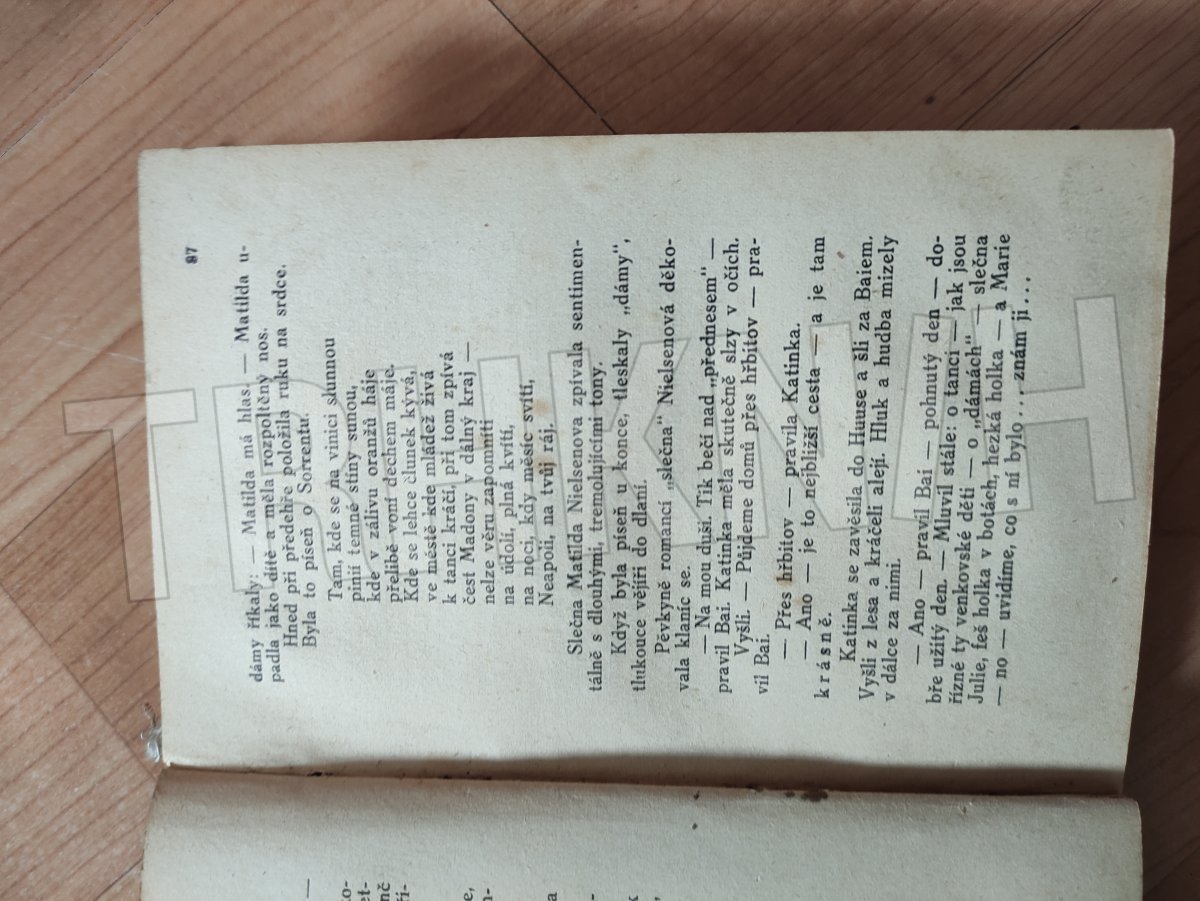 87
dámy říkaly: — Matilda má hlas. — Matilda u-
padla jako dítě a měla rozpoltěný nos.
Hned při předehře položila ruku na srdce.
Byla to píseň o Sorrentu.
Tam, kde se na vinici slunnou
pinií temné stíny sunou,
kde v zálivu oranžů háje
přelibě voní dechem máje.
Kde se lehce člunek kývá,
ve městě kde mládež živá
k tanci kráčí, při tom zpívá
čest Madony v dálný kraj —
nelze věru zapomníti
na údolí, plná kvítí,
na noci, kdy měsíc svítí,
Neapoli, na tvůj ráj.
Slečna Matilda Nielsenova zpívala sentimen-
tálně s dlouhými, tremolujícími tony.
Když byla píseň u konce, tleskaly „dámy“,
tlukouce vějíři do dlaní.
Pěvkyně romancí „slečna“ Nielsenová děko-
vala klaníc se.
— Na mou duši. Tik bečí nad „přednesem“ —
pravil Bai. Katinka měla skutečně slzy v očích.
Vyšli. — Půjdeme domů přes hřbitov — pra-
vil Bai.
— Přes hřbitov — pravila Katinka.
— Ano — je to nejbližší cesta — a je tam
krásně.
Katinka se zavěsila do Huuse a šli za Baiem.
Vyšli z lesa a kráčeli alejí. Hluk a hudba mizely
v dálce za nimi.
— Ano — pravil Bai — pohnutý den — do-
bře užitý den. — Mluvil stále: o tanci — jak jsou
řízné ty venkovské děti — o „dámách“ — slečna
Julie, feš holka v botách, hezká holka — a Marie
— no — uvidíme, co s ní bylo... znám ji...
TRHKNIH